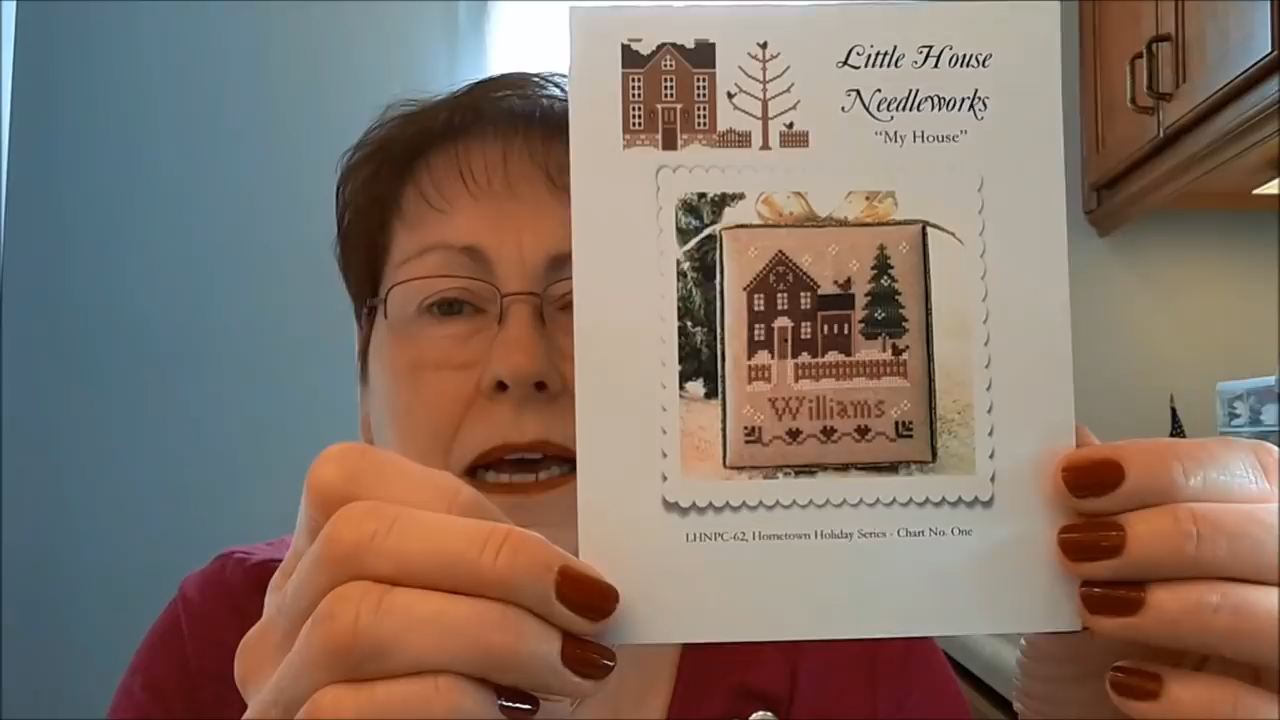 Little House
Needleworks
"My House"
Williams
LHNPC-62, Hometown Holiday Series - Chart No. One